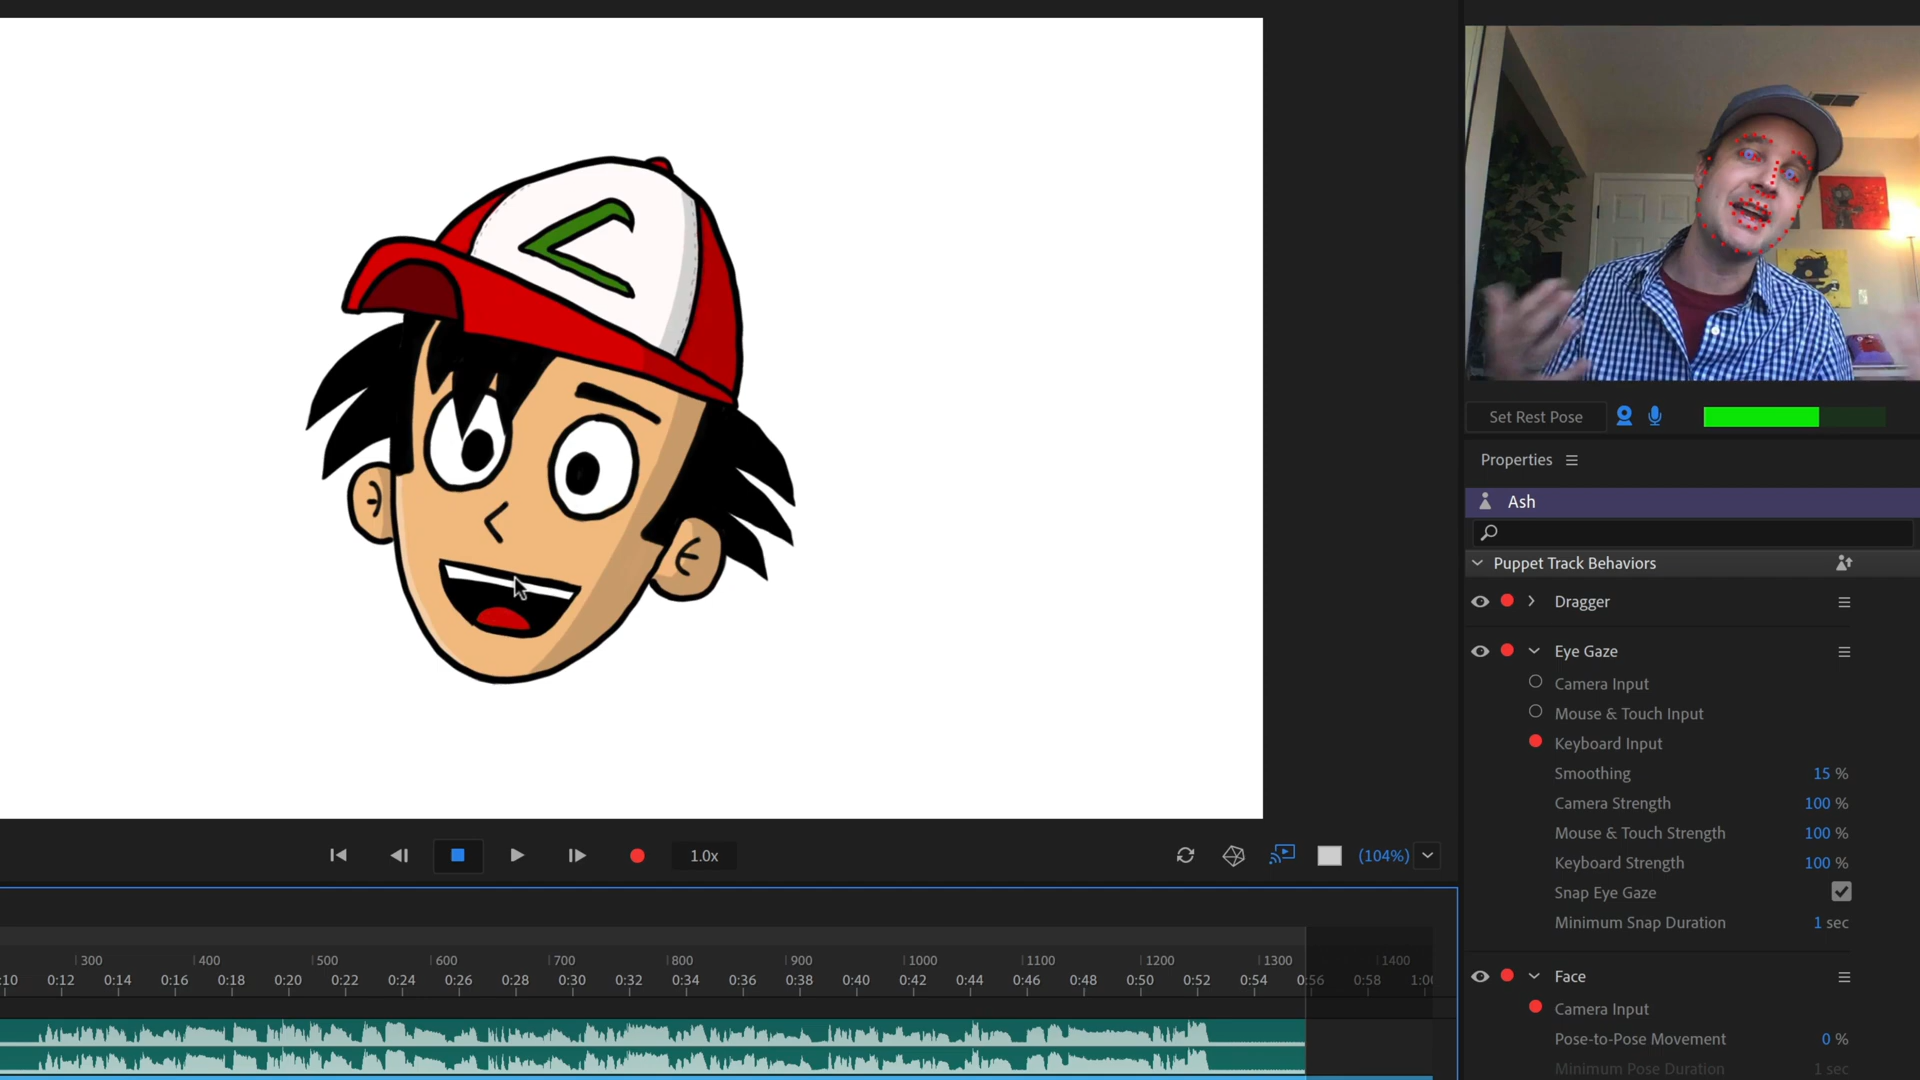 Set Rest Pose
Properties
Ash
Puppet Track Behaviors
Dragger
Eye Gaze
Camera Input
Mouse & Touch Input
Keyboard Input
Smoothing 15 %
Camera Strength 100 %
Mouse & Touch Strength 100 %
Keyboard Strength 100 %
Snap Eye Gaze
Minimum Snap Duration 1 sec
Face
Camera Input
Pose-to-Pose Movement 0 %
Minimum Pose Duration 1 sec
1.0x
(104%)
300 400 500 600 700 800 900 1000 1100 1200 1300 1400
:10 0:12 0:14 0:16 0:18 0:20 0:22 0:24 0:26 0:28 0:30 0:32 0:34 0:36 0:38 0:40 0:42 0:44 0:46 0:48 0:50 0:52 0:54 0:56 0:58 1:00